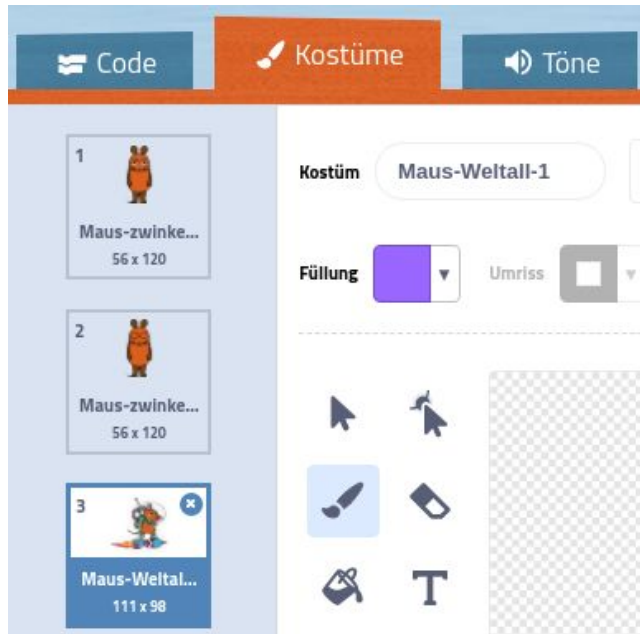 Code
Kostüme
Töne
1
Maus-zwinke...
56 x 120
Kostüm
Maus-Weltall-1
Füllung
Umriss
2
Maus-zwinke...
56 x 120
3
Maus-Weltal...
111 x 98
T